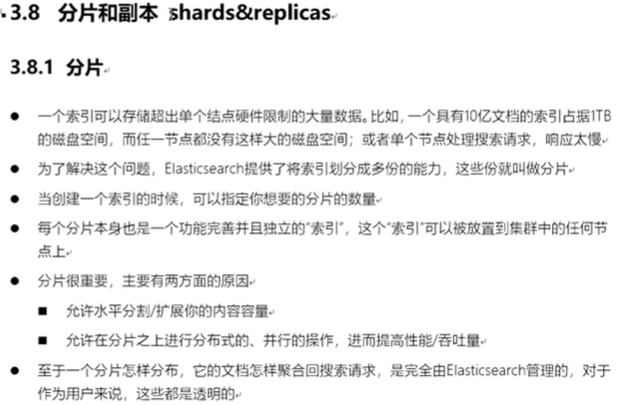 3.8 分片和副本 shards&replicas
3.8.1 分片
● 一个索引可以存储超出单个结点硬件限制的大量数据。比如，一个具有10亿文档的索引占据1TB
的磁盘空间，而任一节点都没有这样大的磁盘空间；或者单个节点处理搜索请求，响应太慢
● 为了解决这个问题，Elasticsearch提供了将索引划分成多份的能力，这些份就叫做分片
● 当创建一个索引的时候，可以指定你想要的分片的数量
● 每个分片本身也是一个功能完善并且独立的“索引”，这个“索引”可以被放置到集群中的任何节
点上
● 分片很重要，主要有两方面的原因
■ 允许水平分割/扩展你的内容容量
■ 允许在分片之上进行分布式的、并行的操作，进而提高性能/吞吐量
● 至于一个分片怎样分布，它的文档怎样聚合回搜索请求，是完全由Elasticsearch管理的，对于
作为用户来说，这些都是透明的